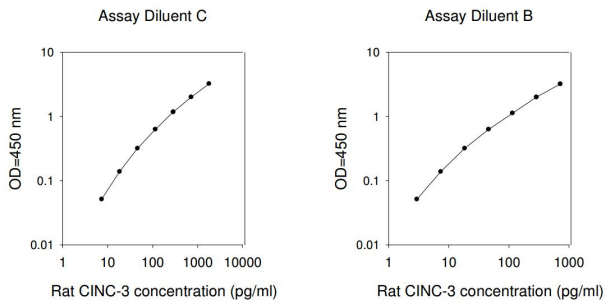 Assay Diluent C
10
1
0.1
0.01
OD=450 nm
1 10 100 1000 10000
Rat CINC-3 concentration (pg/ml)
Assay Diluent B
10
1
0.1
0.01
OD=450 nm
1 10 100 1000
Rat CINC-3 concentration (pg/ml)